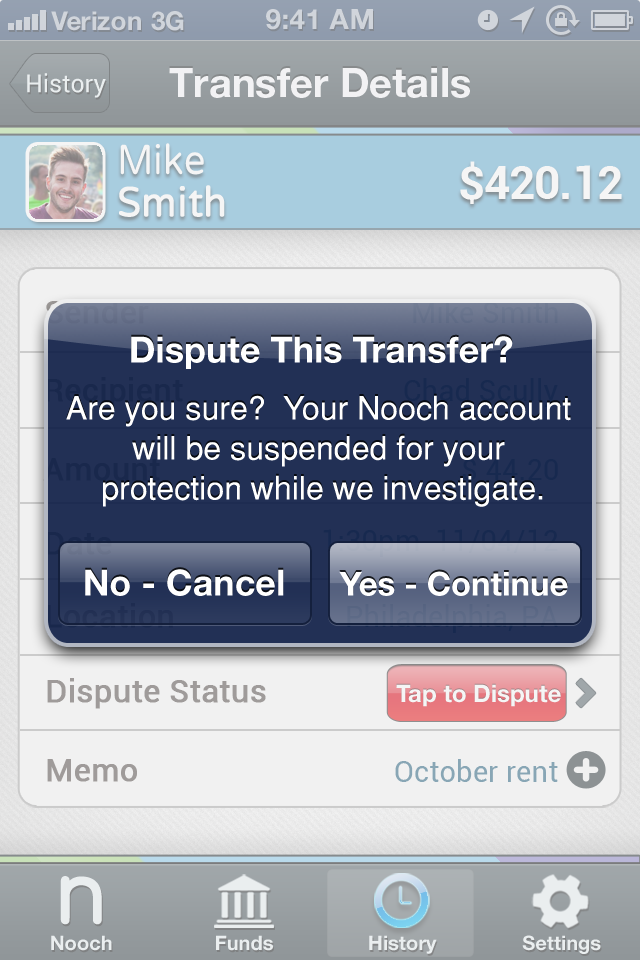 Verizon 3G 9:41 AM
History Transfer Details
Mike
Smith
$420.12
Sender Mike Smith
Dispute This Transfer?
Recipient Chad Scully
Are you sure?  Your Nooch account
will be suspended for your
Amount $ 44.20
protection while we investigate.
Date 1:30pm, 11/04/12
No - Cancel Yes - Continue
Location Philadelphia, PA
Dispute Status Tap to Dispute
Memo October rent
n
Nooch Funds History Settings